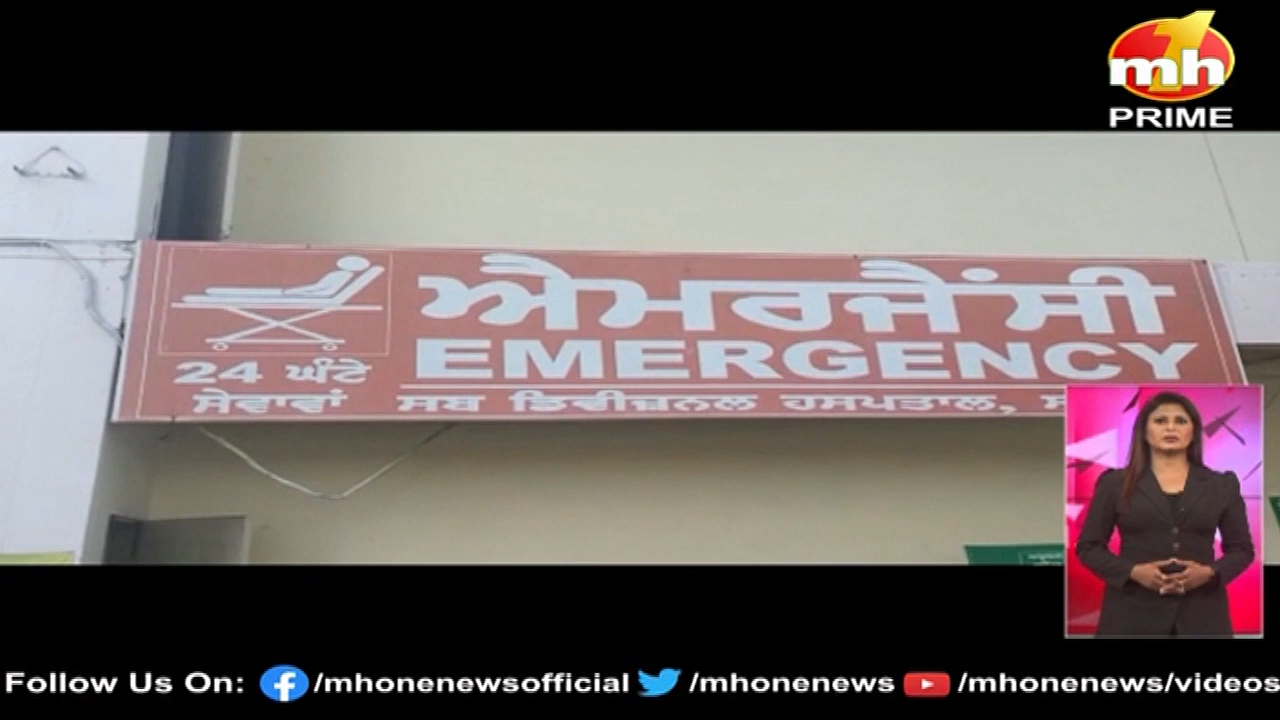 mh 1
PRIME
ਐਮਰਜੈਂਸੀ
EMERGENCY
24 ਘੰਟੇ
ਸੇਵਾਵਾਂ
ਸਬ ਡਿਵੀਜ਼ਨਲ ਹਸਪਤਾਲ,
Follow Us On: /mhonenewsofficial /mhonenews /mhonenews/videos